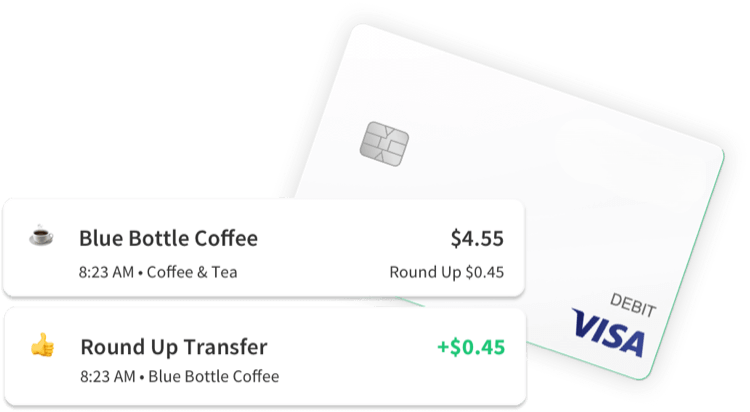 Blue Bottle Coffee $4.55
8:23 AM • Coffee & Tea Round Up $0.45
DEBIT
VISA
Round Up Transfer +$0.45
8:23 AM • Blue Bottle Coffee